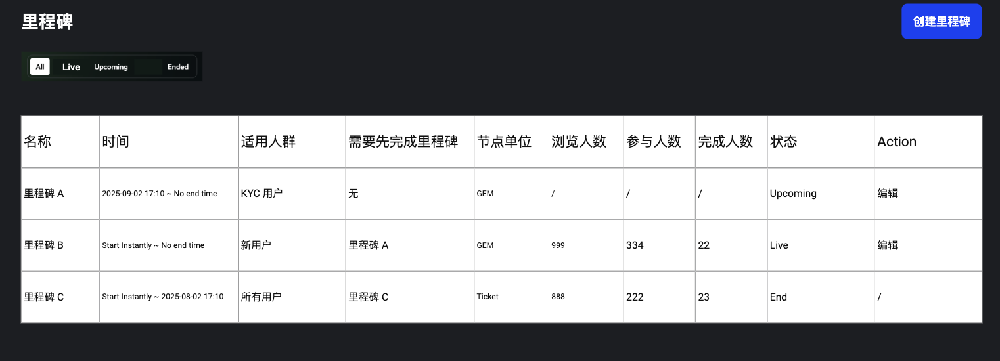 里程碑
创建里程碑
All Live Upcoming Ended
名称 时间 适用人群 需要先完成里程碑 节点单位 浏览人数 参与人数 完成人数 状态 Action
里程碑 A 2025-09-02 17:10 ~ No end time KYC 用户 无 GEM / / / Upcoming 编辑
里程碑 B Start Instantly ~ No end time 新用户 里程碑 A GEM 999 334 22 Live 编辑
里程碑 C Start Instantly ~ 2025-08-02 17:10 所有用户 里程碑 C Ticket 888 222 23 End /